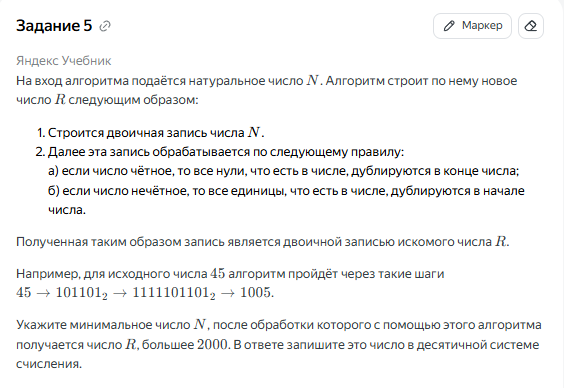 Задание 5
Маркер
Яндекс Учебник
На вход алгоритма подаётся натуральное число N. Алгоритм строит по нему новое
число R следующим образом:
1. Строится двоичная запись числа N.
2. Далее эта запись обрабатывается по следующему правилу:
а) если число чётное, то все нули, что есть в числе, дублируются в конце числа;
б) если число нечётное, то все единицы, что есть в числе, дублируются в начале
числа.
Полученная таким образом запись является двоичной записью искомого числа R.
Например, для исходного числа 45 алгоритм пройдёт через такие шаги
45 → 101101₂ → 1111101101₂ → 1005.
Укажите минимальное число N, после обработки которого с помощью этого алгоритма
получается число R, большее 2000. В ответе запишите это число в десятичной системе
счисления.